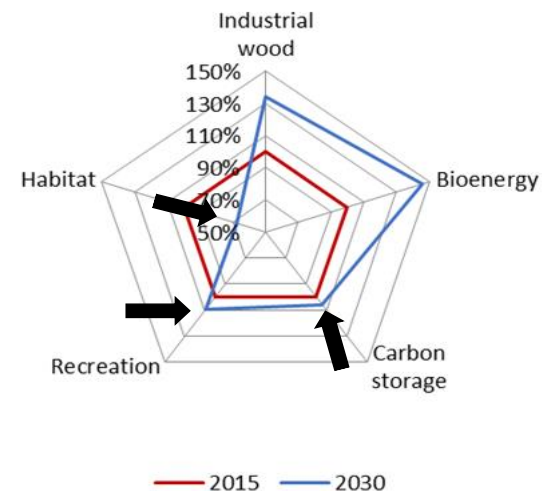 Industrial
wood
150%
130%
110%
90%
70%
50%
Habitat
Bioenergy
Recreation
Carbon
storage
2015
2030